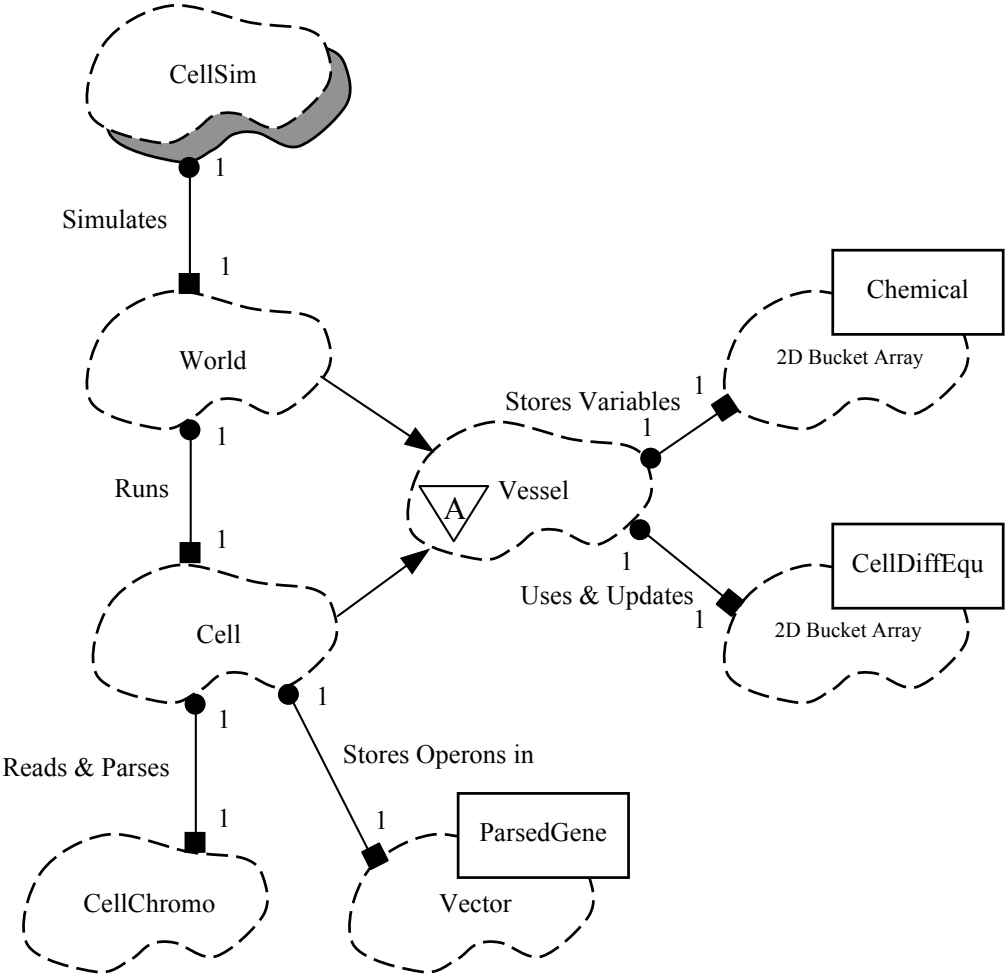 CellSim
1
Simulates
1
World
1
Runs
1
Cell
1
1
Reads & Parses
1
CellChromo
Stores Operons in
1
ParsedGene
Vector
A
Vessel
Stores Variables
1
1
Chemical
2D Bucket Array
1
Uses & Updates
1
CellDiffEqu
2D Bucket Array